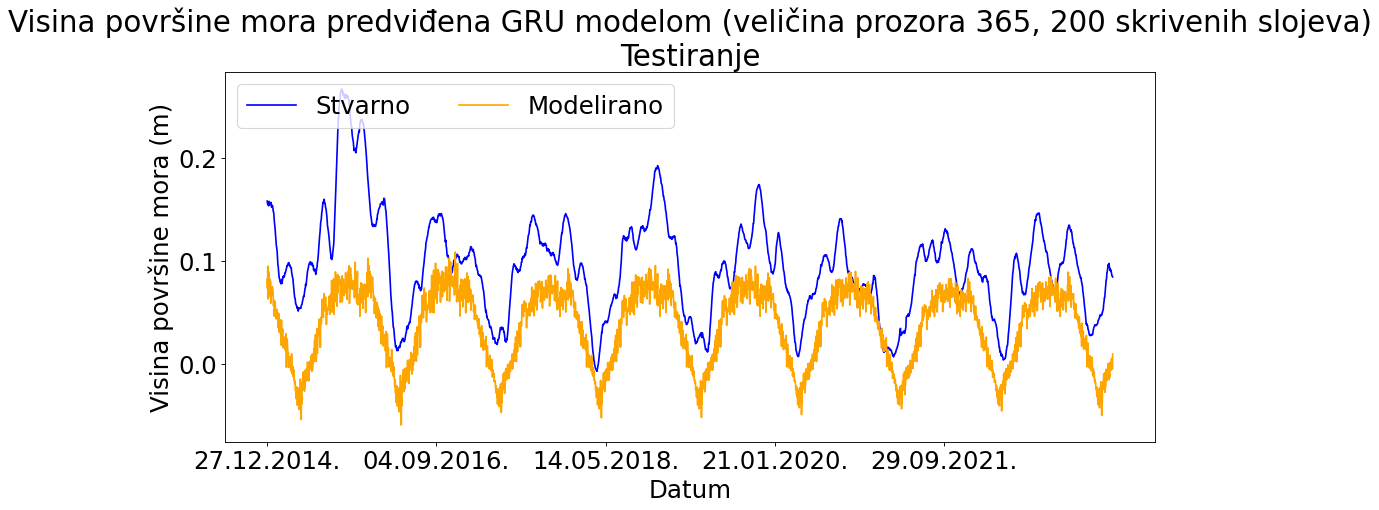 Visina površine mora predviđena GRU modelom (veličina prozora 365, 200 skrivenih slojeva)
Testiranje
Stvarno
Modelirano
Visina površine mora (m)
0.2
0.1
0.0
27.12.2014.
04.09.2016.
14.05.2018.
21.01.2020.
29.09.2021.
Datum